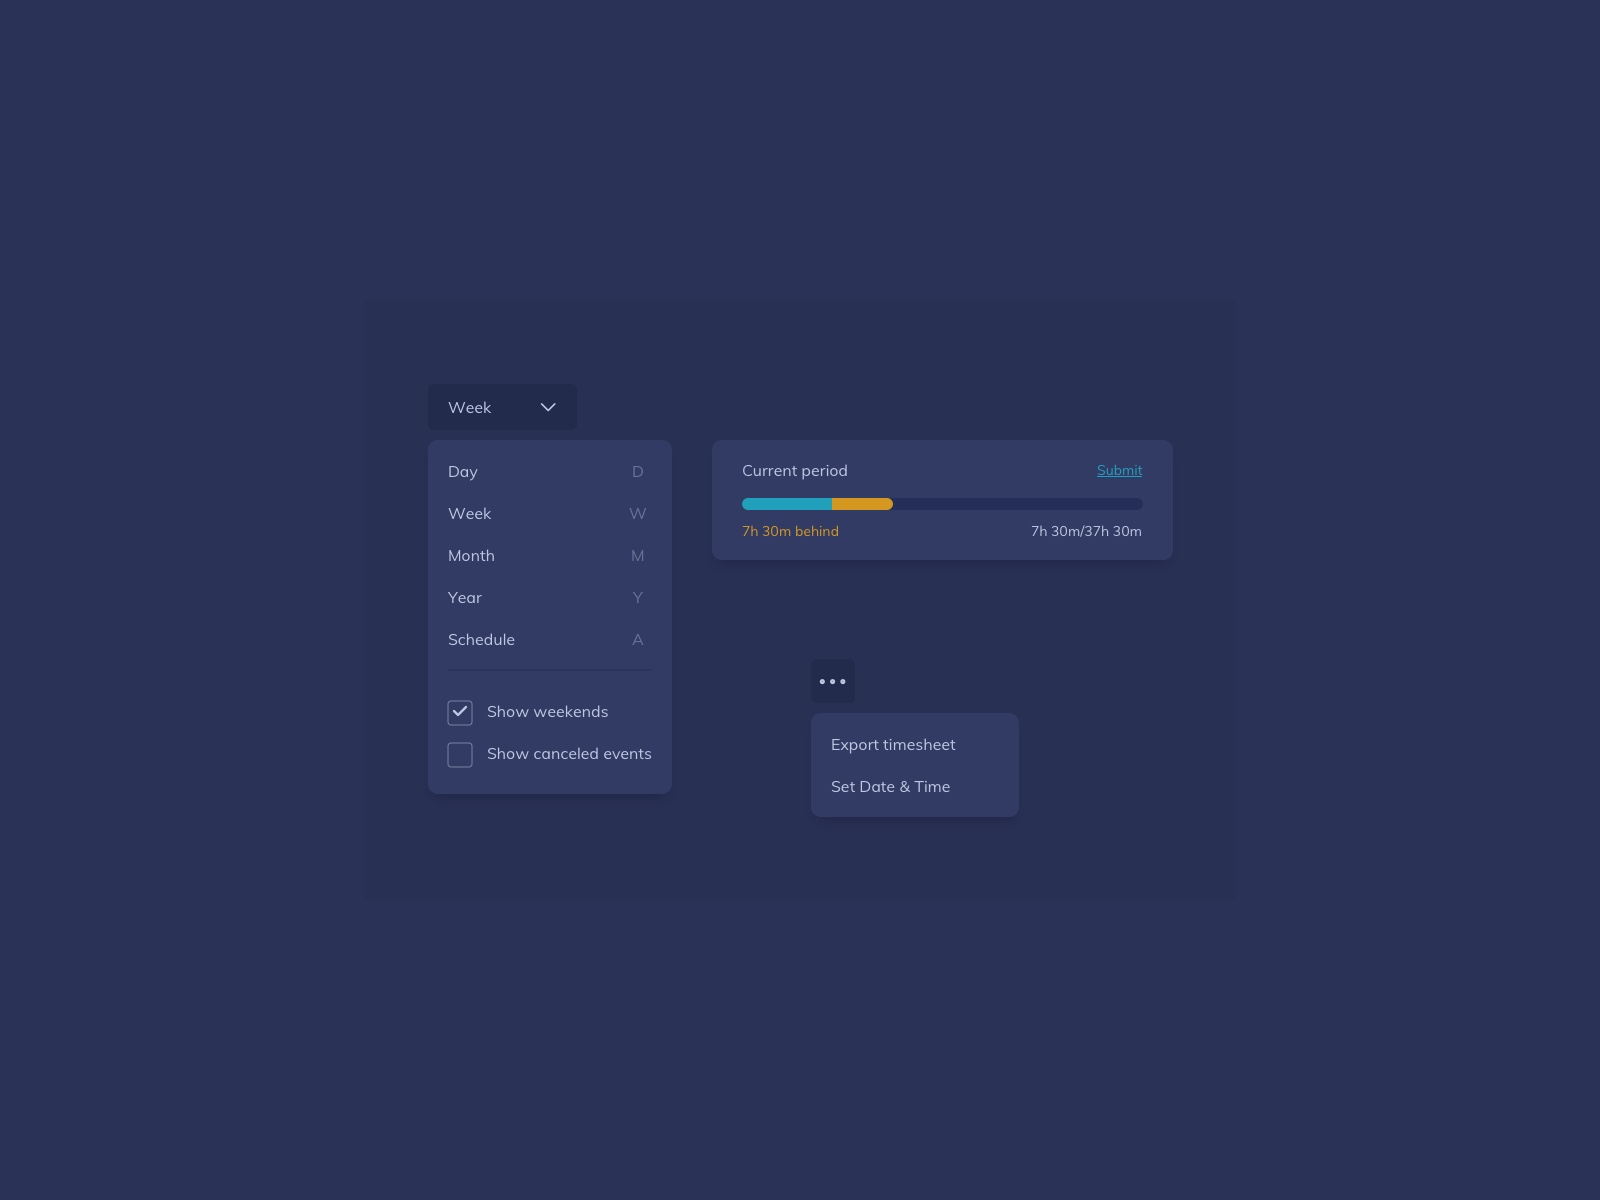 Week
Day D
Week W
Month M
Year Y
Schedule A
Show weekends
Show canceled events
Current period Submit
7h 30m behind 7h 30m/37h 30m
Export timesheet
Set Date & Time